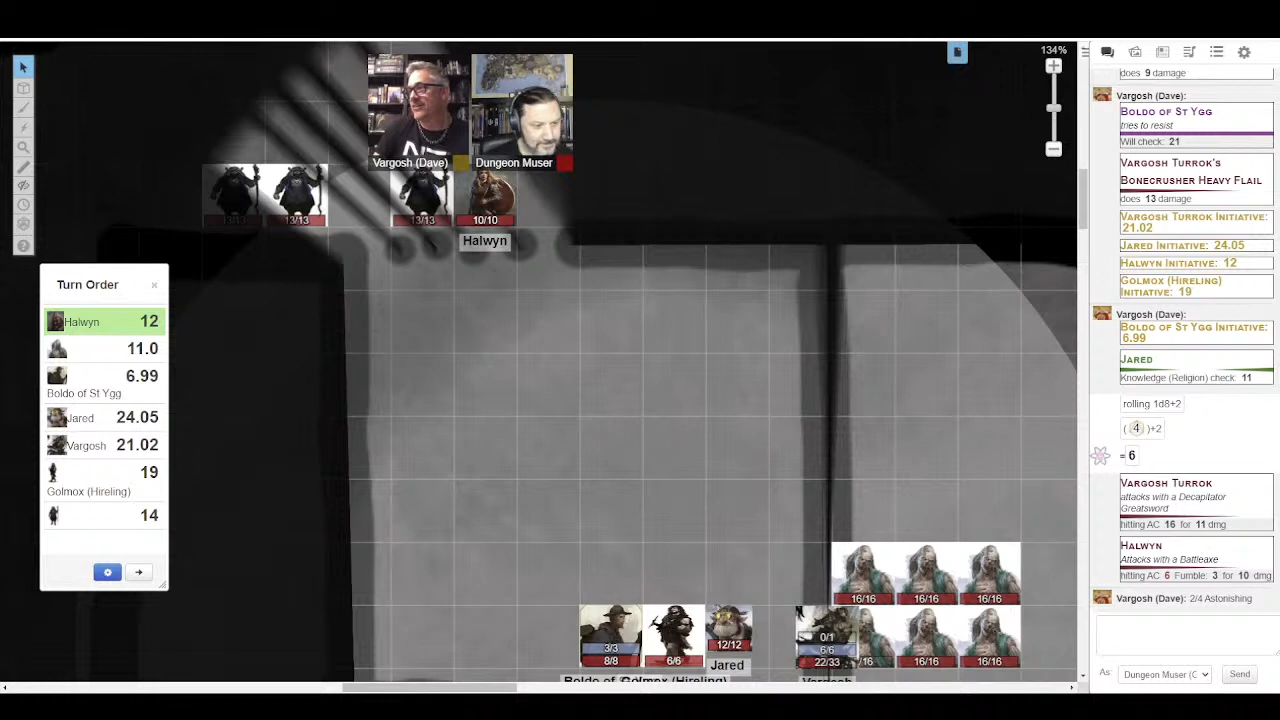 134%
Vargosh (Dave)
Dungeon Muser
13/13
13/13
10/10
Halwyn
Turn Order
Halwyn 12
11.0
6.99
Boldo of St Ygg
Jared 24.05
Vargosh 21.02
19
Golmox (Hireling)
14
16/16 16/16 16/16
3/3
8/8
6/6
12/12
Jared
0/1
6/6
22/33
/16
16/16
16/16
does 9 damage
Vargosh (Dave):
BOLDO OF ST YGG
tries to resist
Will check: 21
VARGOSH TURROK'S
BONECRUSHER HEAVY FLAIL
does 13 damage
VARGOSH TURROK INITIATIVE:
21.02
JARED INITIATIVE: 24.05
HALWYN INITIATIVE: 12
GOLMOX (HIRELING)
INITIATIVE: 19
Vargosh (Dave):
BOLDO OF ST YGG INITIATIVE:
6.99
JARED
Knowledge (Religion) check: 11
rolling 1d8+2
( 4 )+2
= 6
VARGOSH TURROK
attacks with a Decapitator
Greatsword
hitting AC 16 for 11 dmg
HALWYN
Attacks with a Battleaxe
hitting AC 6 Fumble: 3 for 10 dmg
Vargosh (Dave): 2/4 Astonishing
As: Dungeon Muser (C
Send